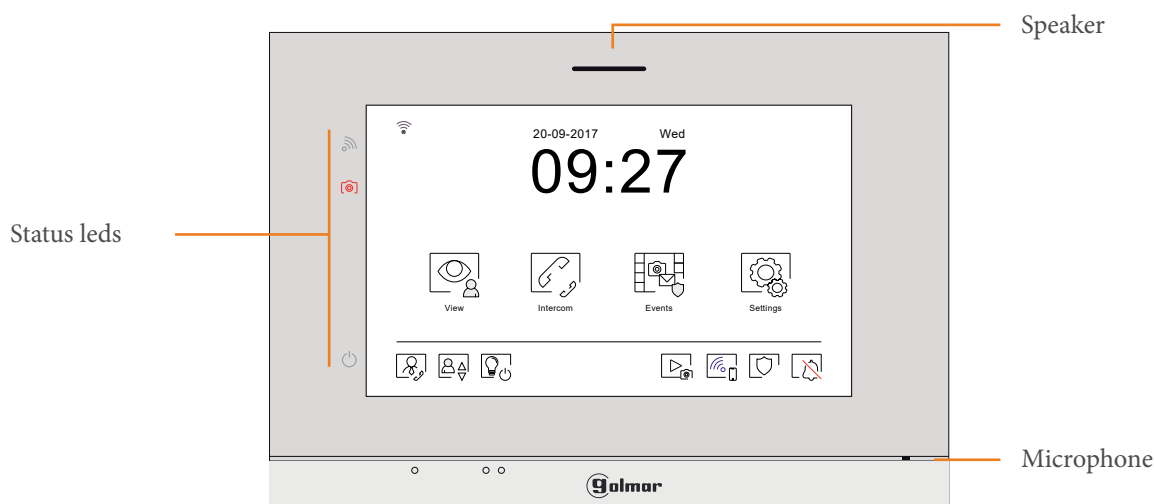 Speaker
20-09-2017 Wed
09:27
Status leds
View Intercom Events Settings
Microphone
golmar